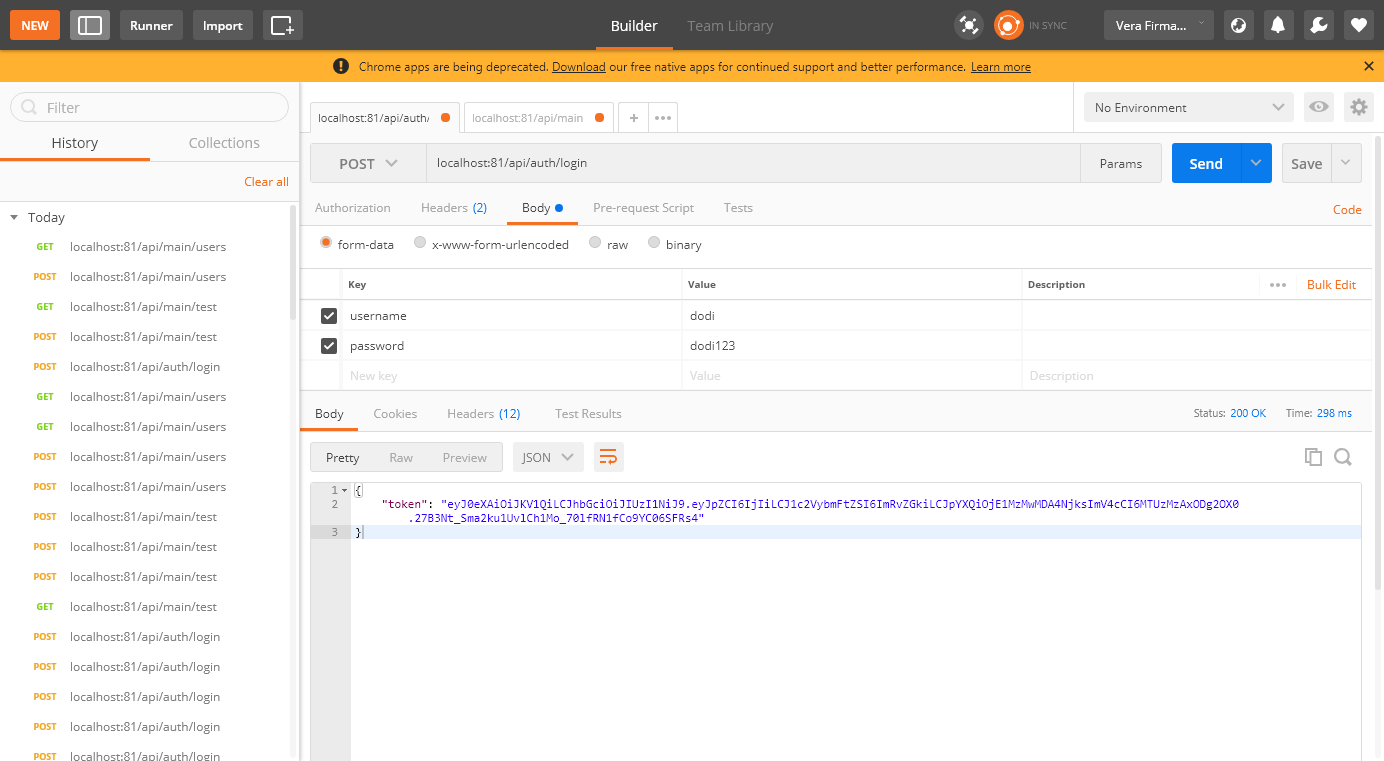 NEW Runner Import Builder Team Library IN SYNC Vera Firma...
Chrome apps are being deprecated. Download our free native apps for continued support and better performance. Learn more
Filter
History Collections
Clear all
Today
GET localhost:81/api/main/users
POST localhost:81/api/main/users
GET localhost:81/api/main/test
POST localhost:81/api/main/test
POST localhost:81/api/auth/login
GET localhost:81/api/main/users
GET localhost:81/api/main/users
POST localhost:81/api/main/users
POST localhost:81/api/main/users
POST localhost:81/api/main/test
POST localhost:81/api/main/test
POST localhost:81/api/main/test
GET localhost:81/api/main/test
POST localhost:81/api/auth/login
POST localhost:81/api/auth/login
POST localhost:81/api/auth/login
POST localhost:81/api/auth/login
POST localhost:81/api/auth/login
localhost:81/api/auth/ localhost:81/api/main + ••• No Environment
POST localhost:81/api/auth/login Params Send Save
Authorization Headers (2) Body Pre-request Script Tests Code
form-data x-www-form-urlencoded raw binary
Key Value Description ••• Bulk Edit
username dodi
password dodi123
New key Value Description
Body Cookies Headers (12) Test Results Status: 200 OK Time: 298 ms
Pretty Raw Preview JSON
1 {
2 "token": "eyJ0eXAiOiJKV1QiLCJhbGciOiJIUzI1NiJ9.eyJpZCI6IjIiLCJ1c2VybmFtZSI6ImRvZGkiLCJpYXQiOjE1MzMwMDA4NjksImV4cCI6MTUzMzAxODg2OX0
.27B3Nt_Sma2ku1UvlCh1Mo_70lfRN1fCo9YC06SFRs4"
3 }